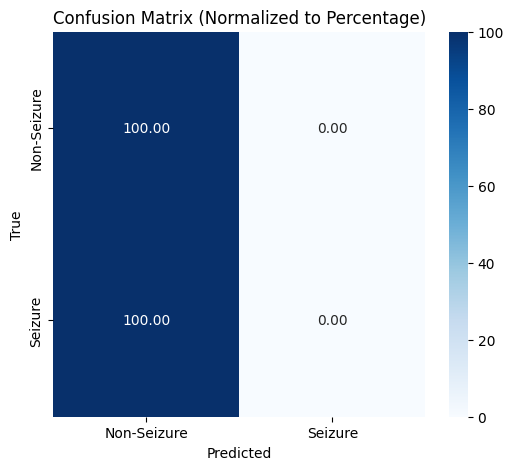 Confusion Matrix (Normalized to Percentage)
100
Non-Seizure
100.00
0.00
80
60
True
40
Seizure
100.00
0.00
20
0
Non-Seizure
Seizure
Predicted